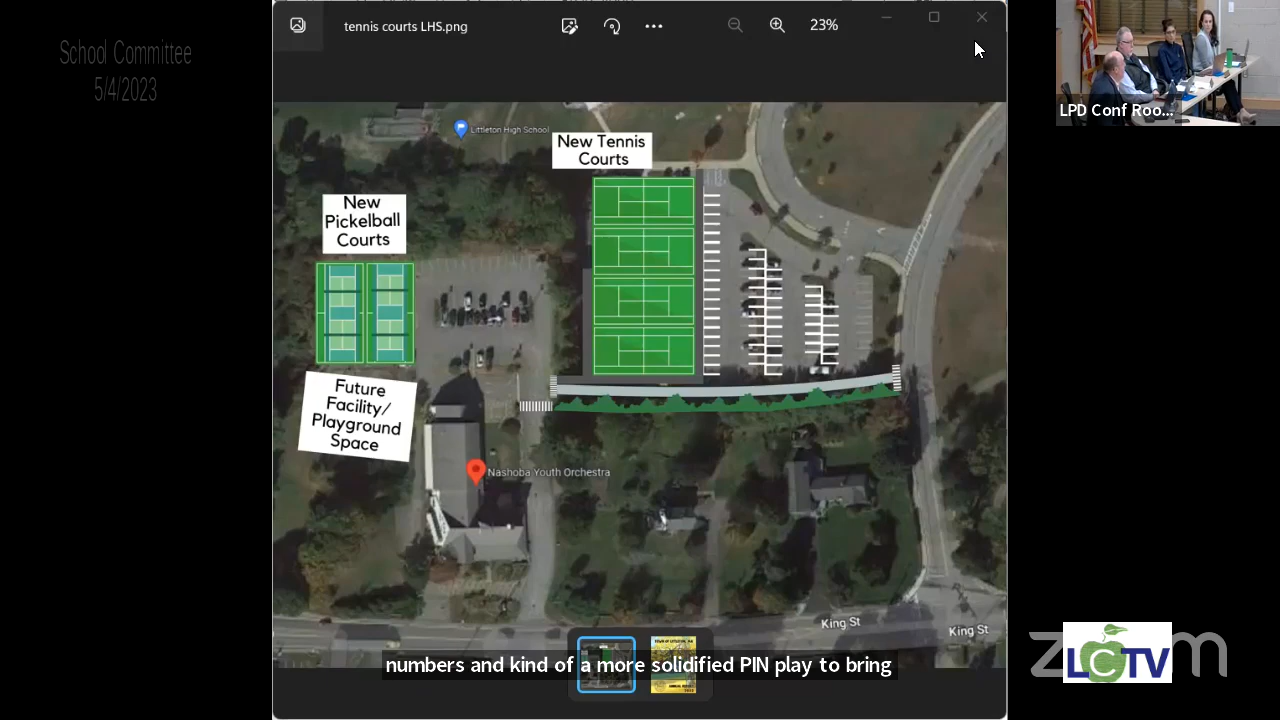 School Committee
5/4/2023
tennis courts LHS.png
23%
LPD Conf Roo...
Littleton High School
New Tennis
Courts
New
Pickelball
Courts
Future
Facility/
Playground
Space
Nashoba Youth Orchestra
King St
King St
numbers and kind of a more solidified PIN play to bring
zoom
LCTV